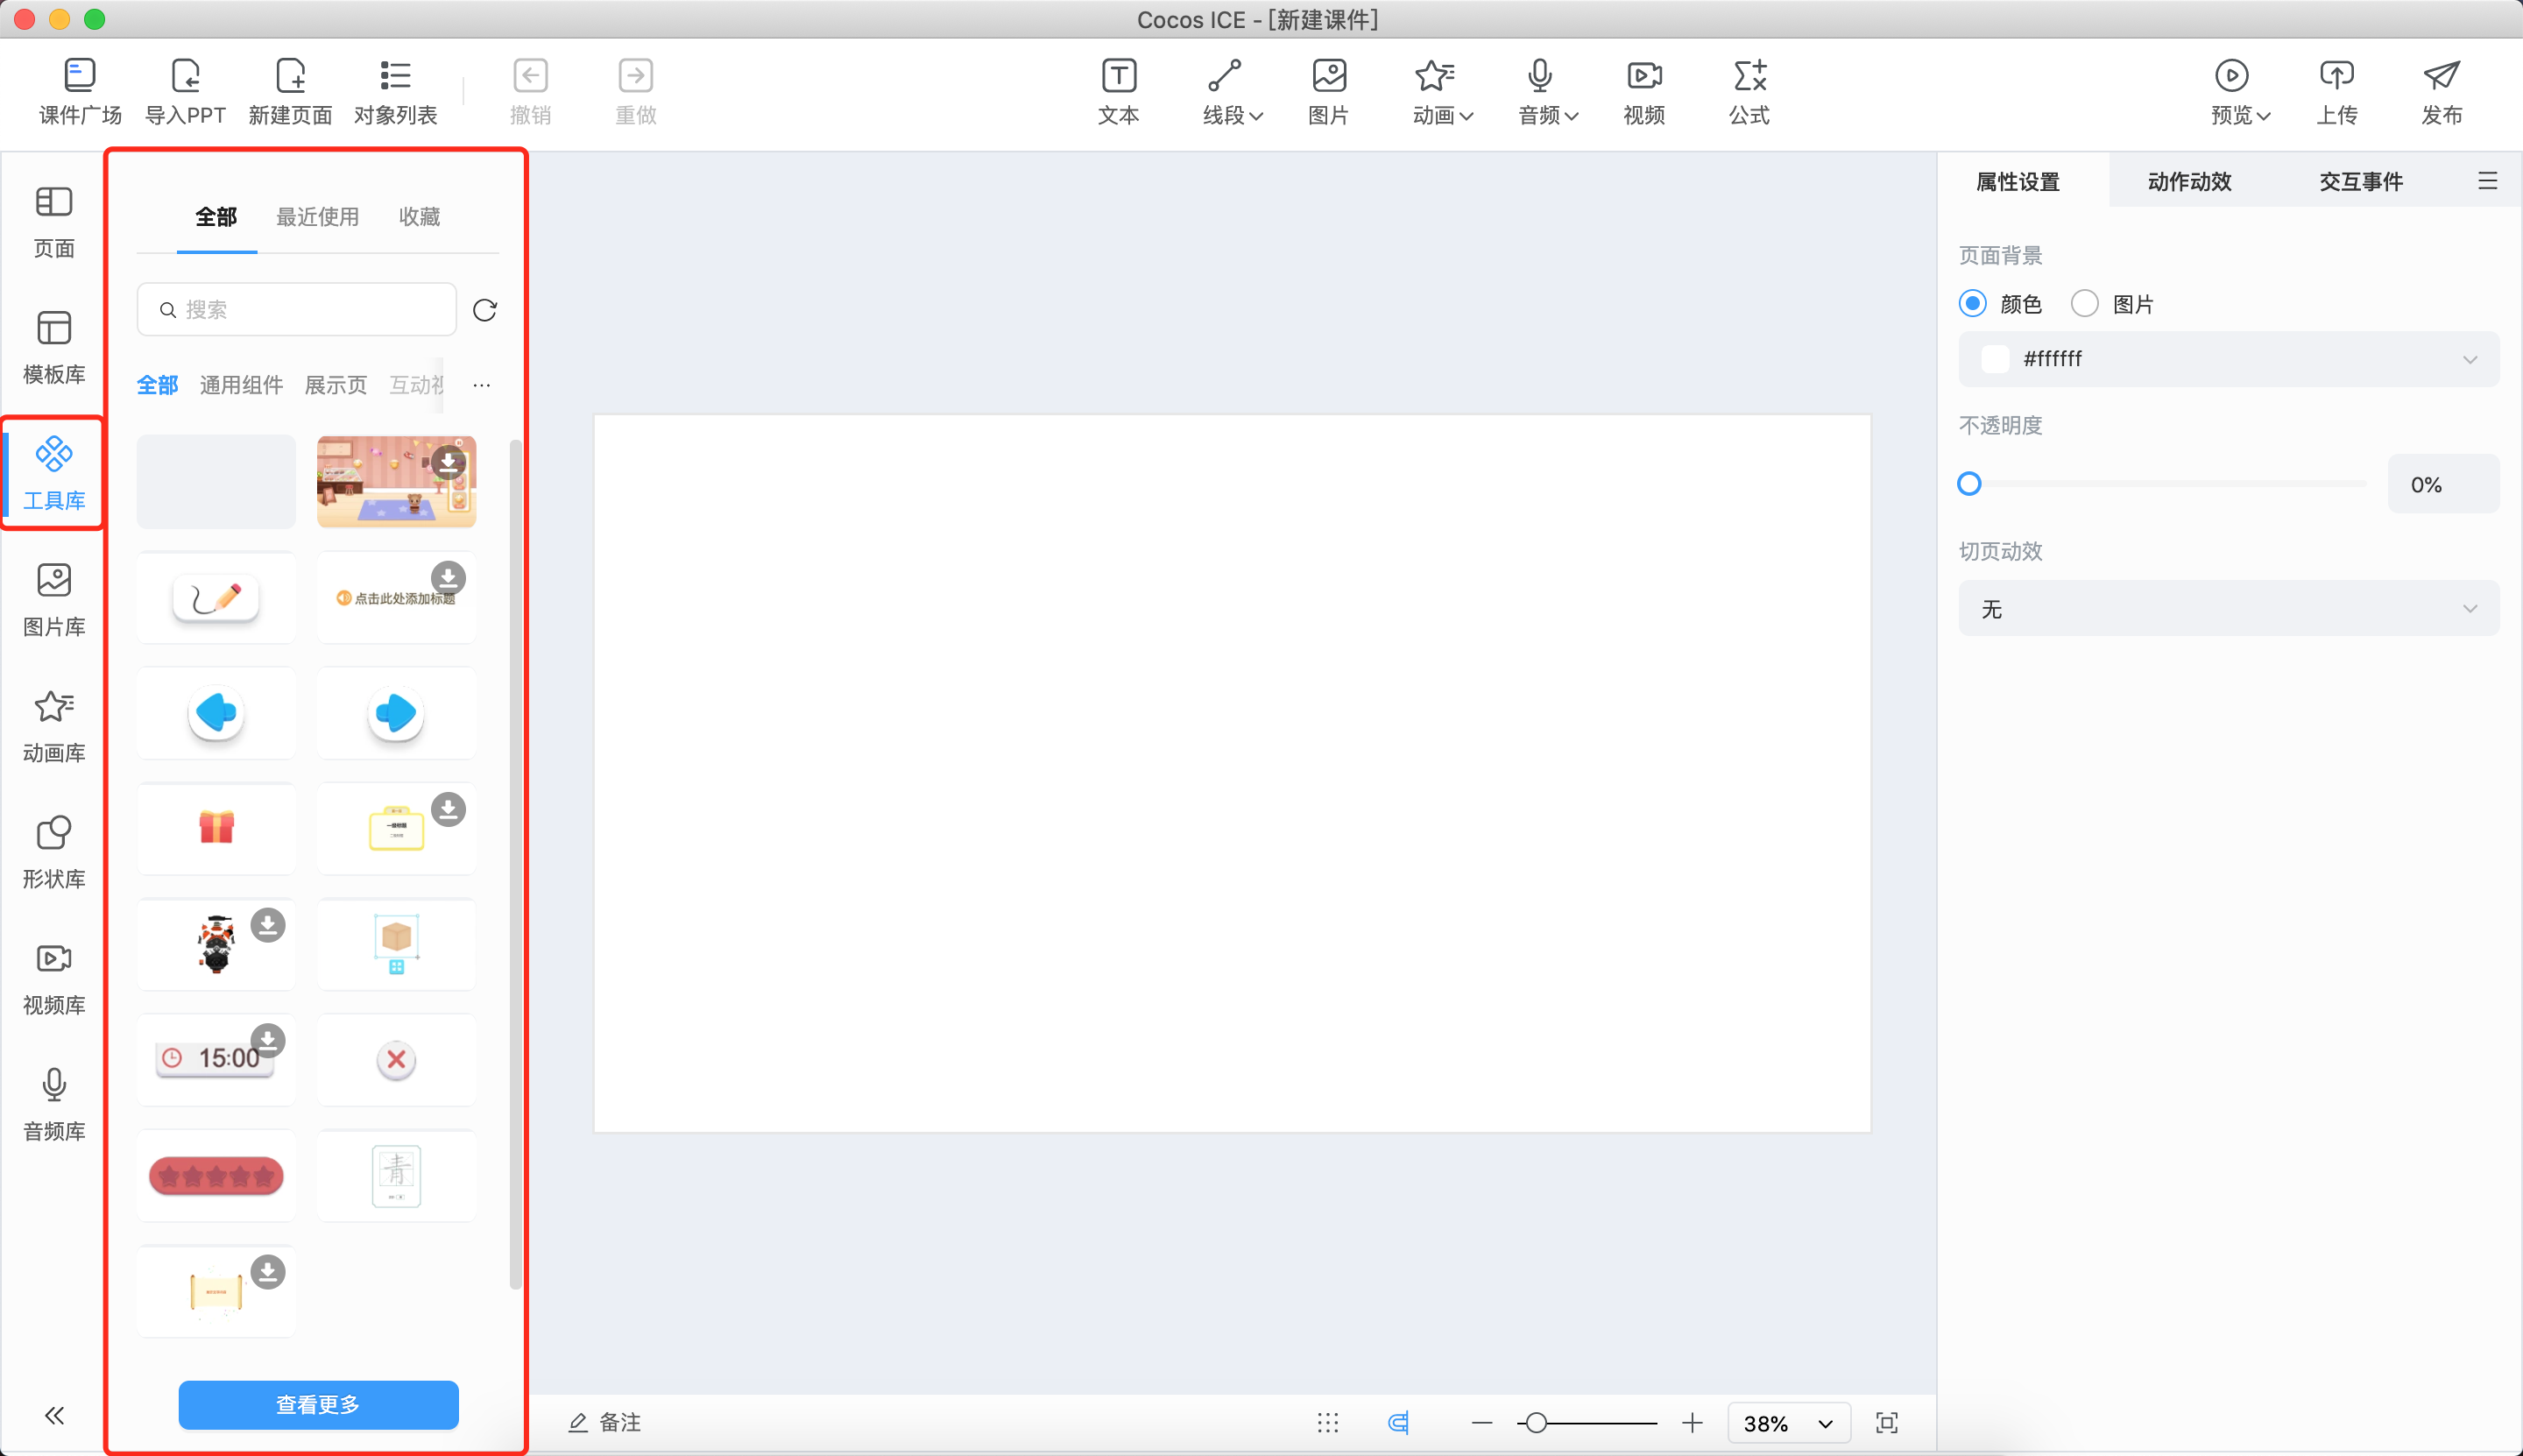 Cocos ICE - [新建课件]
课件广场 导入PPT 新建页面 对象列表 撤销 重做 文本 线段 图片 动画 音频 视频 公式 预览 上传 发布
页面
模板库
工具库
图片库
动画库
形状库
视频库
音频库
全部 最近使用 收藏
搜索
全部 通用组件 展示页 互动 ...
点击此处添加标题
一级标题
15:00
青
查看更多
备注
38%
属性设置 动作动效 交互事件
页面背景
颜色 图片
#ffffff
不透明度
0%
切页动效
无